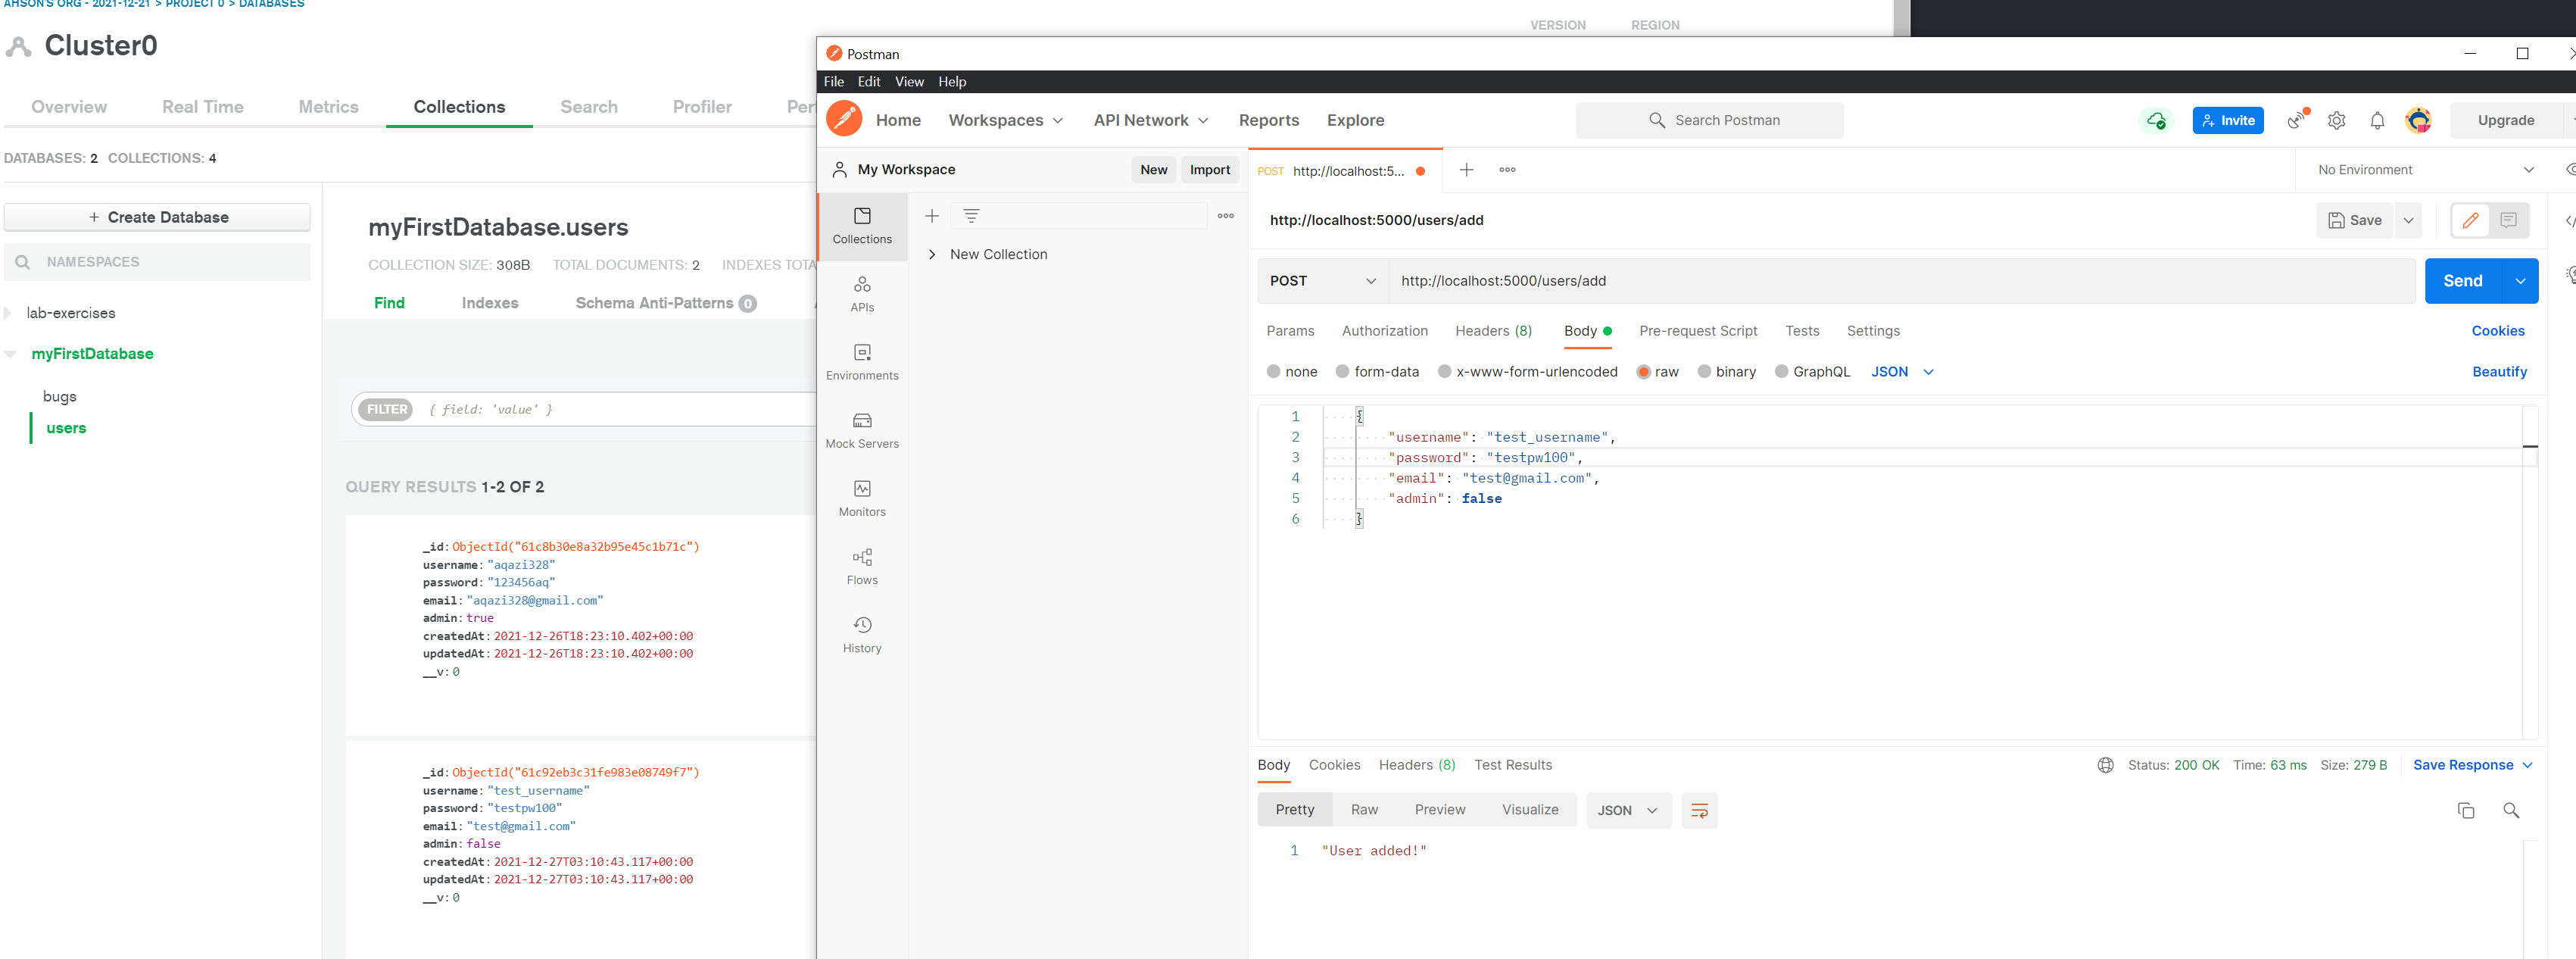 AHSON'S ORG - 2021-12-21 > PROJECT 0 > DATABASES
Cluster0
VERSION REGION
Overview Real Time Metrics Collections Search Profiler
DATABASES: 2 COLLECTIONS: 4
+ Create Database
NAMESPACES
lab-exercises
myFirstDatabase
bugs
users
myFirstDatabase.users
COLLECTION SIZE: 308B TOTAL DOCUMENTS: 2 INDEXES
Find Indexes Schema Anti-Patterns 0
FILTER { field: 'value' }
QUERY RESULTS 1-2 OF 2
_id: ObjectId("61c8b30e8a32b95e45c1b71c")
username: "aqazi328"
password: "123456aq"
email: "aqazi328@gmail.com"
admin: true
createdAt: 2021-12-26T18:23:10.402+00:00
updatedAt: 2021-12-26T18:23:10.402+00:00
__v: 0
_id: ObjectId("61c92eb3c31fe983e08749f7")
username: "test_username"
password: "testpw100"
email: "test@gmail.com"
admin: false
createdAt: 2021-12-27T03:10:43.117+00:00
updatedAt: 2021-12-27T03:10:43.117+00:00
__v: 0
Postman
File Edit View Help
Home Workspaces API Network Reports Explore Search Postman Invite Upgrade
My Workspace New Import
Collections
APIs
Environments
Mock Servers
Monitors
Flows
History
New Collection
POST http://localhost:5... No Environment
http://localhost:5000/users/add Save
POST http://localhost:5000/users/add Send
Params Authorization Headers (8) Body Pre-request Script Tests Settings Cookies
none form-data x-www-form-urlencoded raw binary GraphQL JSON Beautify
1 {
2 "username": "test_username",
3 "password": "testpw100",
4 "email": "test@gmail.com",
5 "admin": false
6 }
Body Cookies Headers (8) Test Results Status: 200 OK Time: 63 ms Size: 279 B Save Response
Pretty Raw Preview Visualize JSON
1 "User added!"